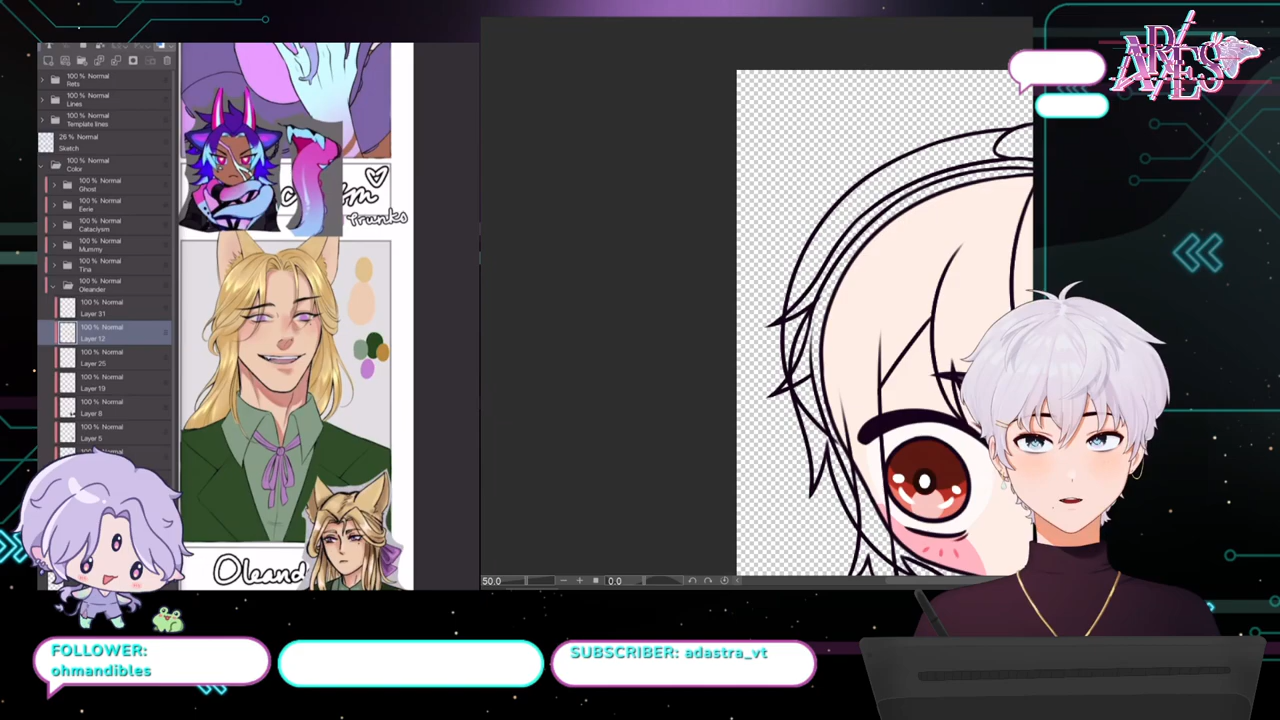 100 % Normal
Rets
100 % Normal
Lines
100 % Normal
Template lines
26 % Normal
Sketch
100 % Normal
Color
100 % Normal
Ghost
100 % Normal
Eerie
100 % Normal
Cataclysm
100 % Normal
Mummy
100 % Normal
Tina
100 % Normal
Oleander
100 % Normal
Layer 31
100 % Normal
Layer 12
100 % Normal
Layer 25
100 % Normal
Layer 19
100 % Normal
Layer 8
100 % Normal
Layer 5
Trunks
Oleand
50.0
0.0
ARES
FOLLOWER:
ohmandibles
SUBSCRIBER: adastra_vt